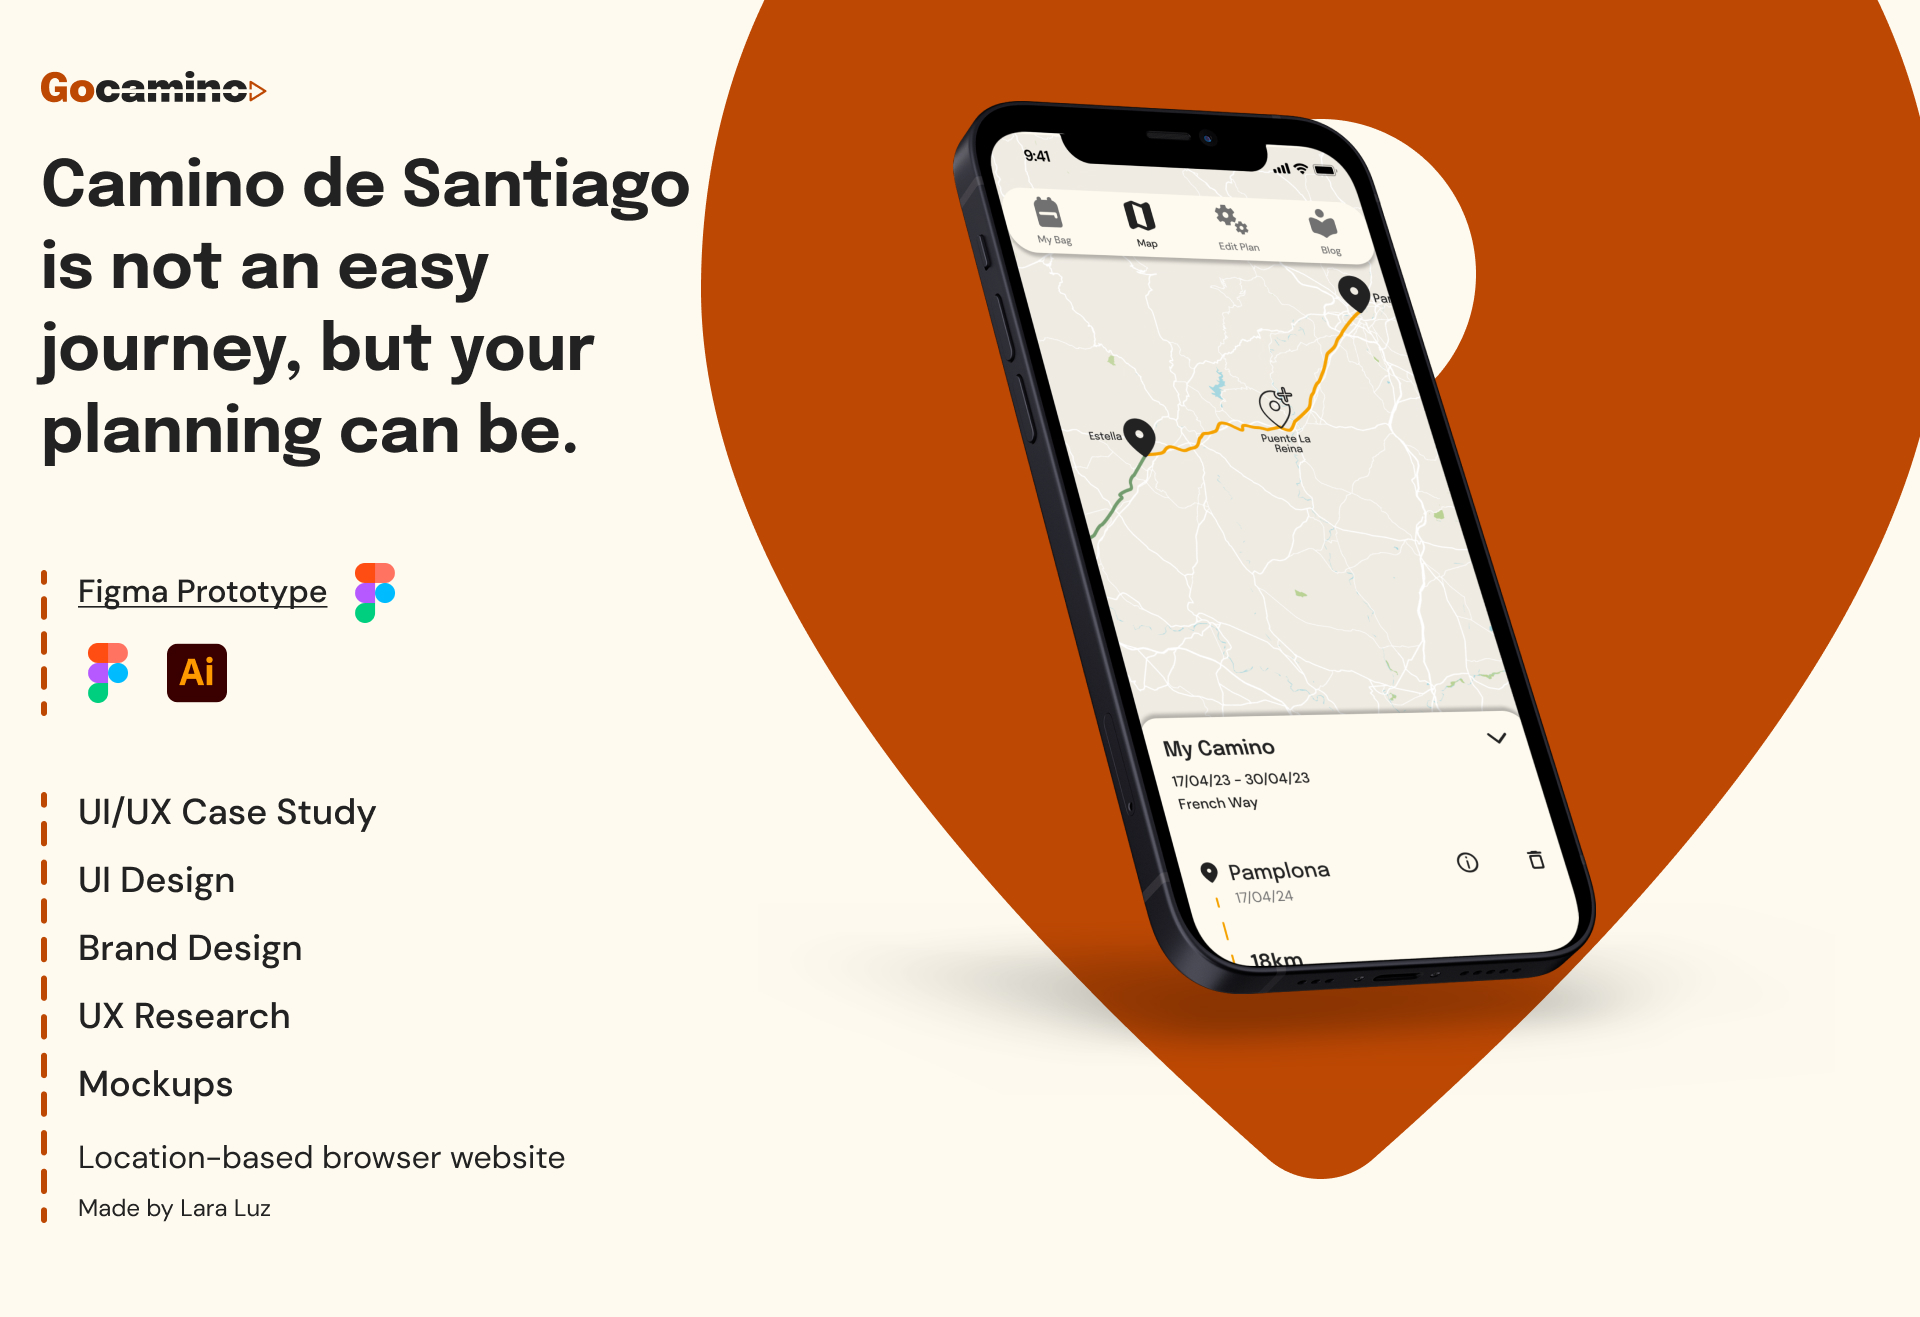 Gocamino
Camino de Santiago
is not an easy
journey, but your
planning can be.
Figma Prototype
Ai
UI/UX Case Study
UI Design
Brand Design
UX Research
Mockups
Location-based browser website
Made by Lara Luz
9:41
My Bag
Map
Edit Plan
Blog
Estella
Puente La
Reina
My Camino
17/04/23 - 30/04/23
French Way
Pamplona
17/04/24
18km